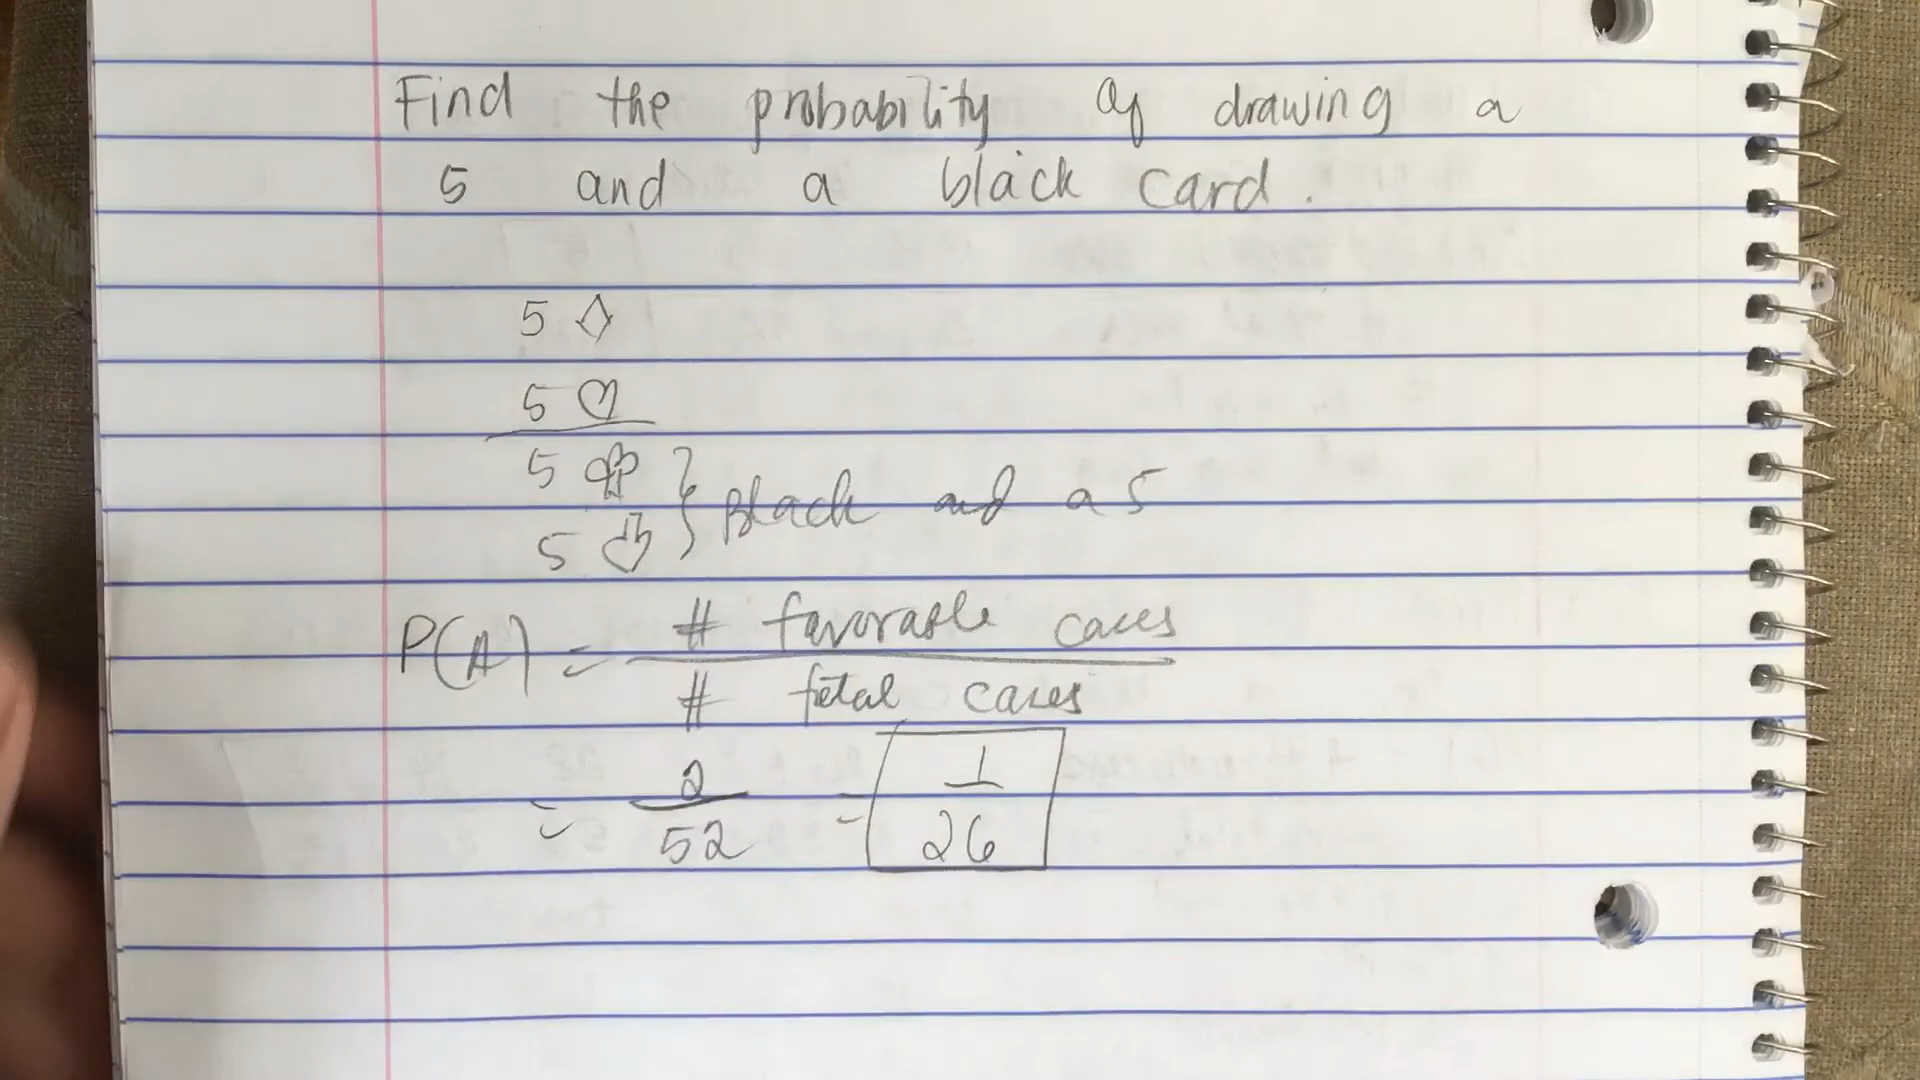 Find the probability of drawing a
5 and a black card.
5 ♢
5 ♡
5 ♧
5 ♤ } Black and a 5
P(A) = # favorable cases / # total cases
= 2/52 = 1/26